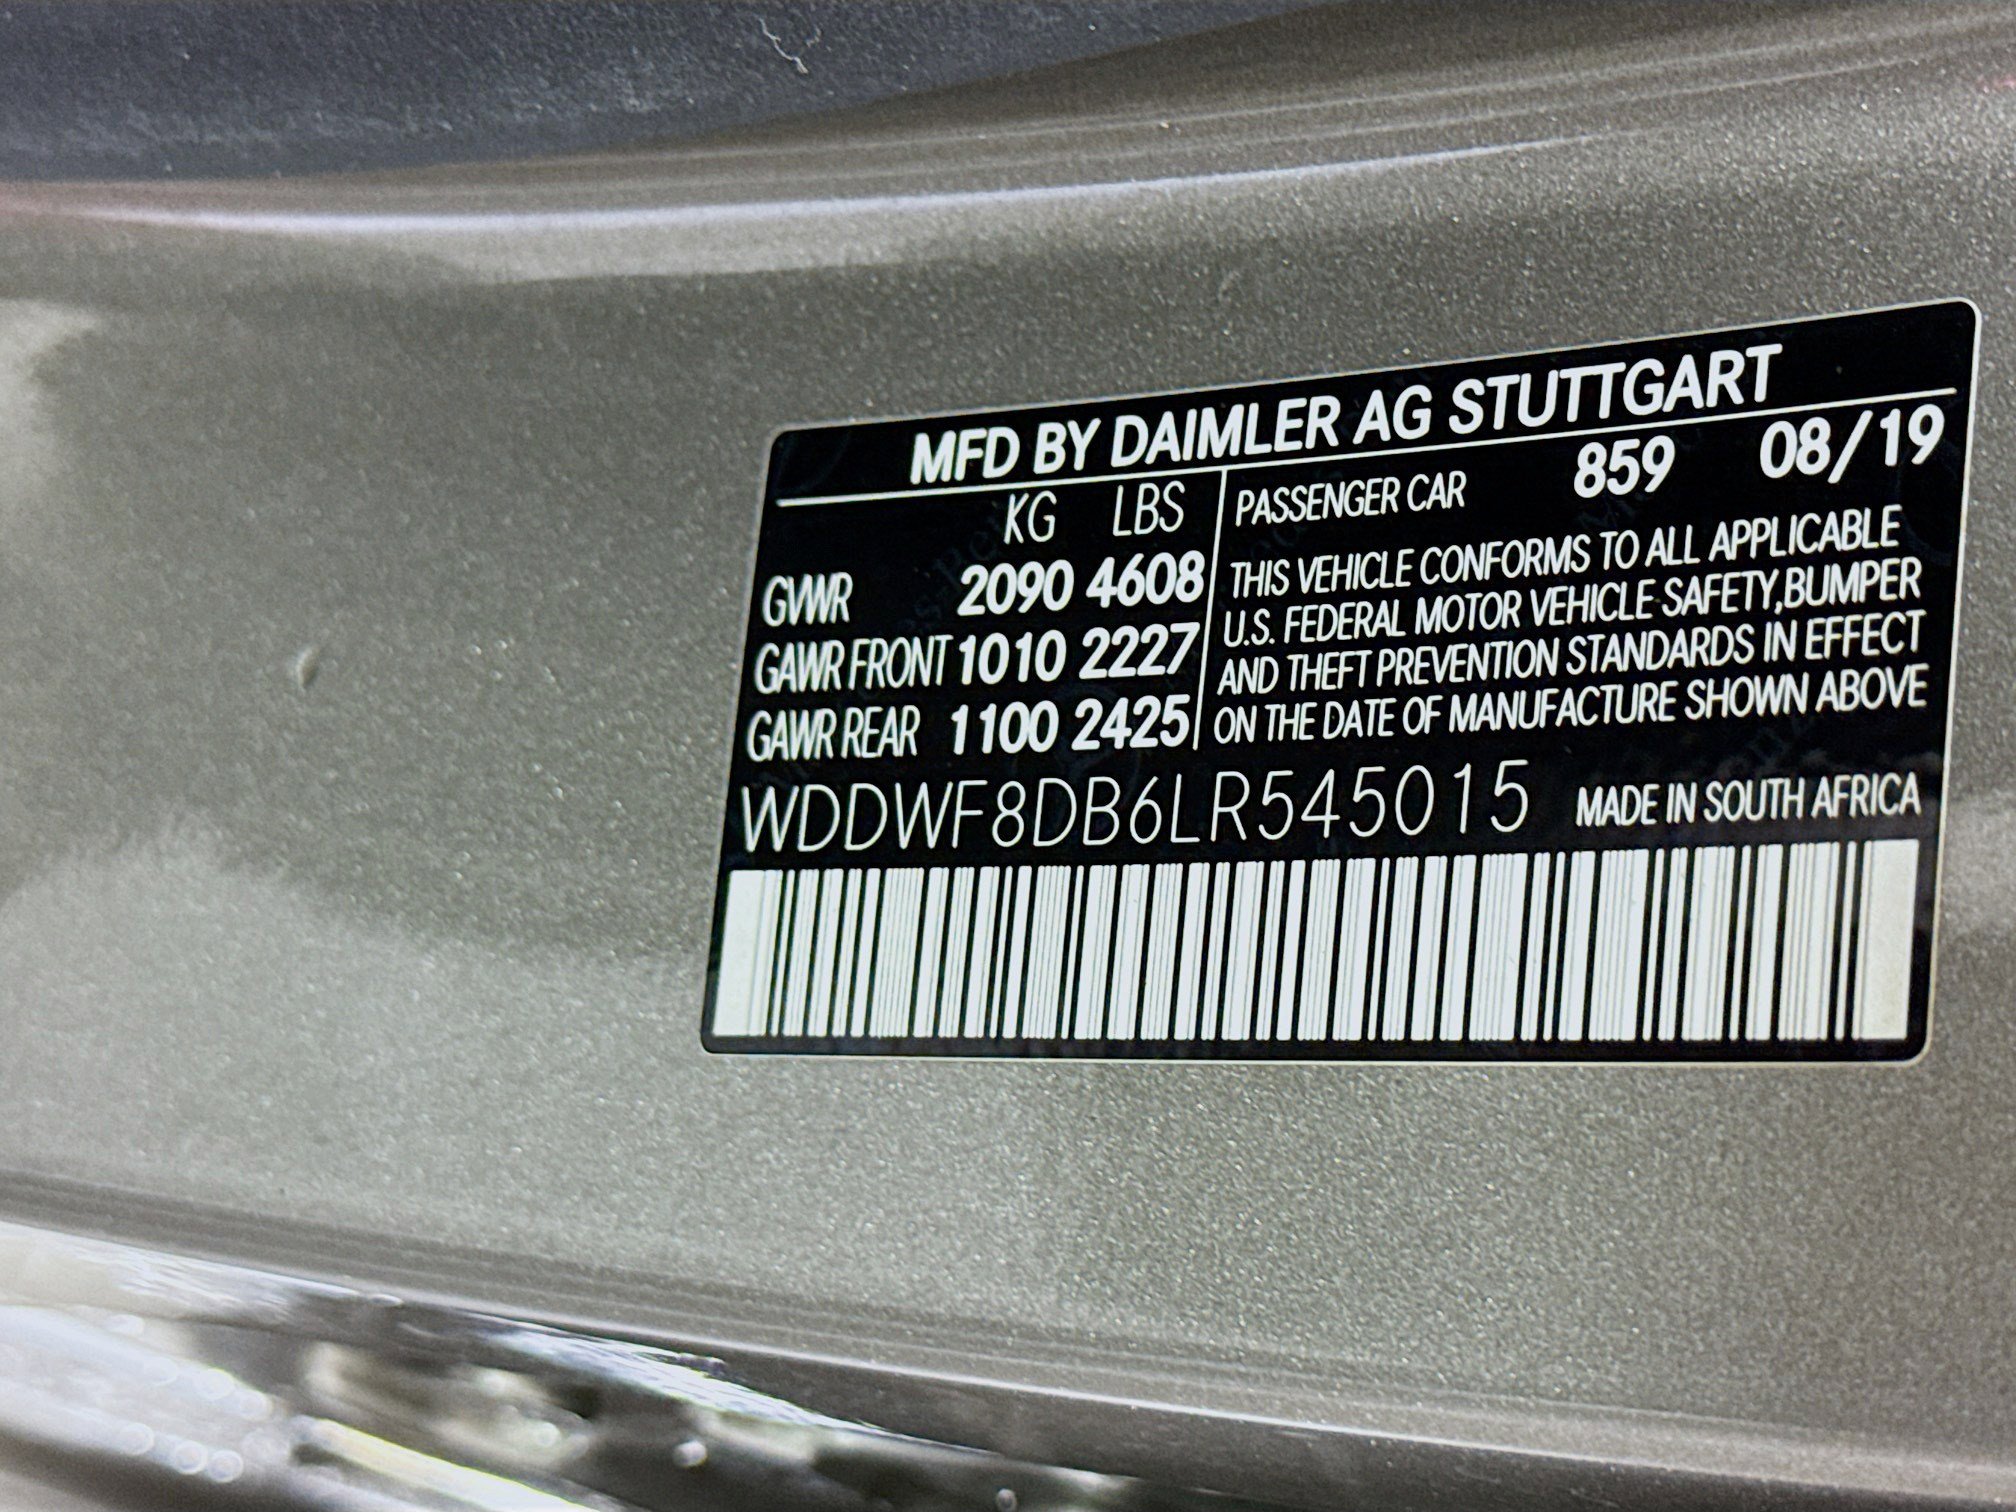 MFD BY DAIMLER AG STUTTGART
KG LBS
GVWR 2090 4608
GAWR FRONT 1010 2227
GAWR REAR 1100 2425
PASSENGER CAR 859 08/19
THIS VEHICLE CONFORMS TO ALL APPLICABLE
U.S. FEDERAL MOTOR VEHICLE SAFETY,BUMPER
AND THEFT PREVENTION STANDARDS IN EFFECT
ON THE DATE OF MANUFACTURE SHOWN ABOVE
WDDWF8DB6LR545015 MADE IN SOUTH AFRICA